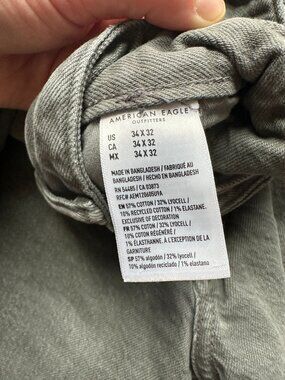 AMERICAN EAGLE
OUTFITTERS
US 34 X 32
CA 34 X 32
MX 34 X 32
MADE IN BANGLADESH / FABRIQUÉ AU
BANGLADESH / HECHO EN BANGLADESH
RN 54485 / CA 03873
EN 57% COTTON / 32% LYOCELL /
10% RECYCLED COTTON / 1% ELASTANE.
EXCLUSIVE OF DECORATION
FR 57% COTON / 32% LYOCELL /
10% COTON RÉGÉNÉRÉ /
1% ÉLASTHANNE. À L'EXCEPTION DE LA
GARNITURE
SP 57% algodón / 32% lyocell /
10% algodón reciclado / 1% elastano